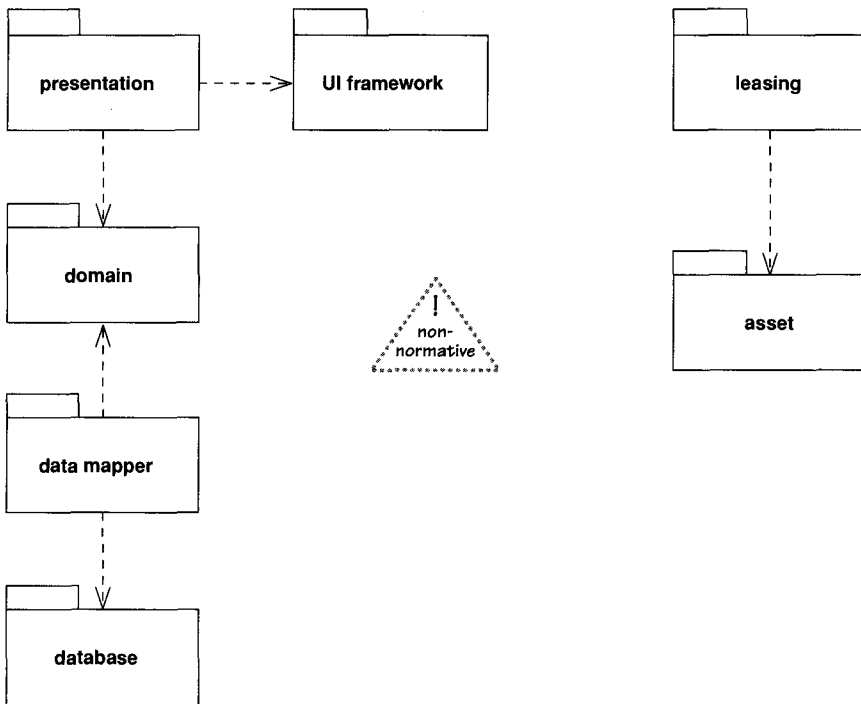 presentation
UI framework
leasing
domain
!
non-
normative
asset
data mapper
database